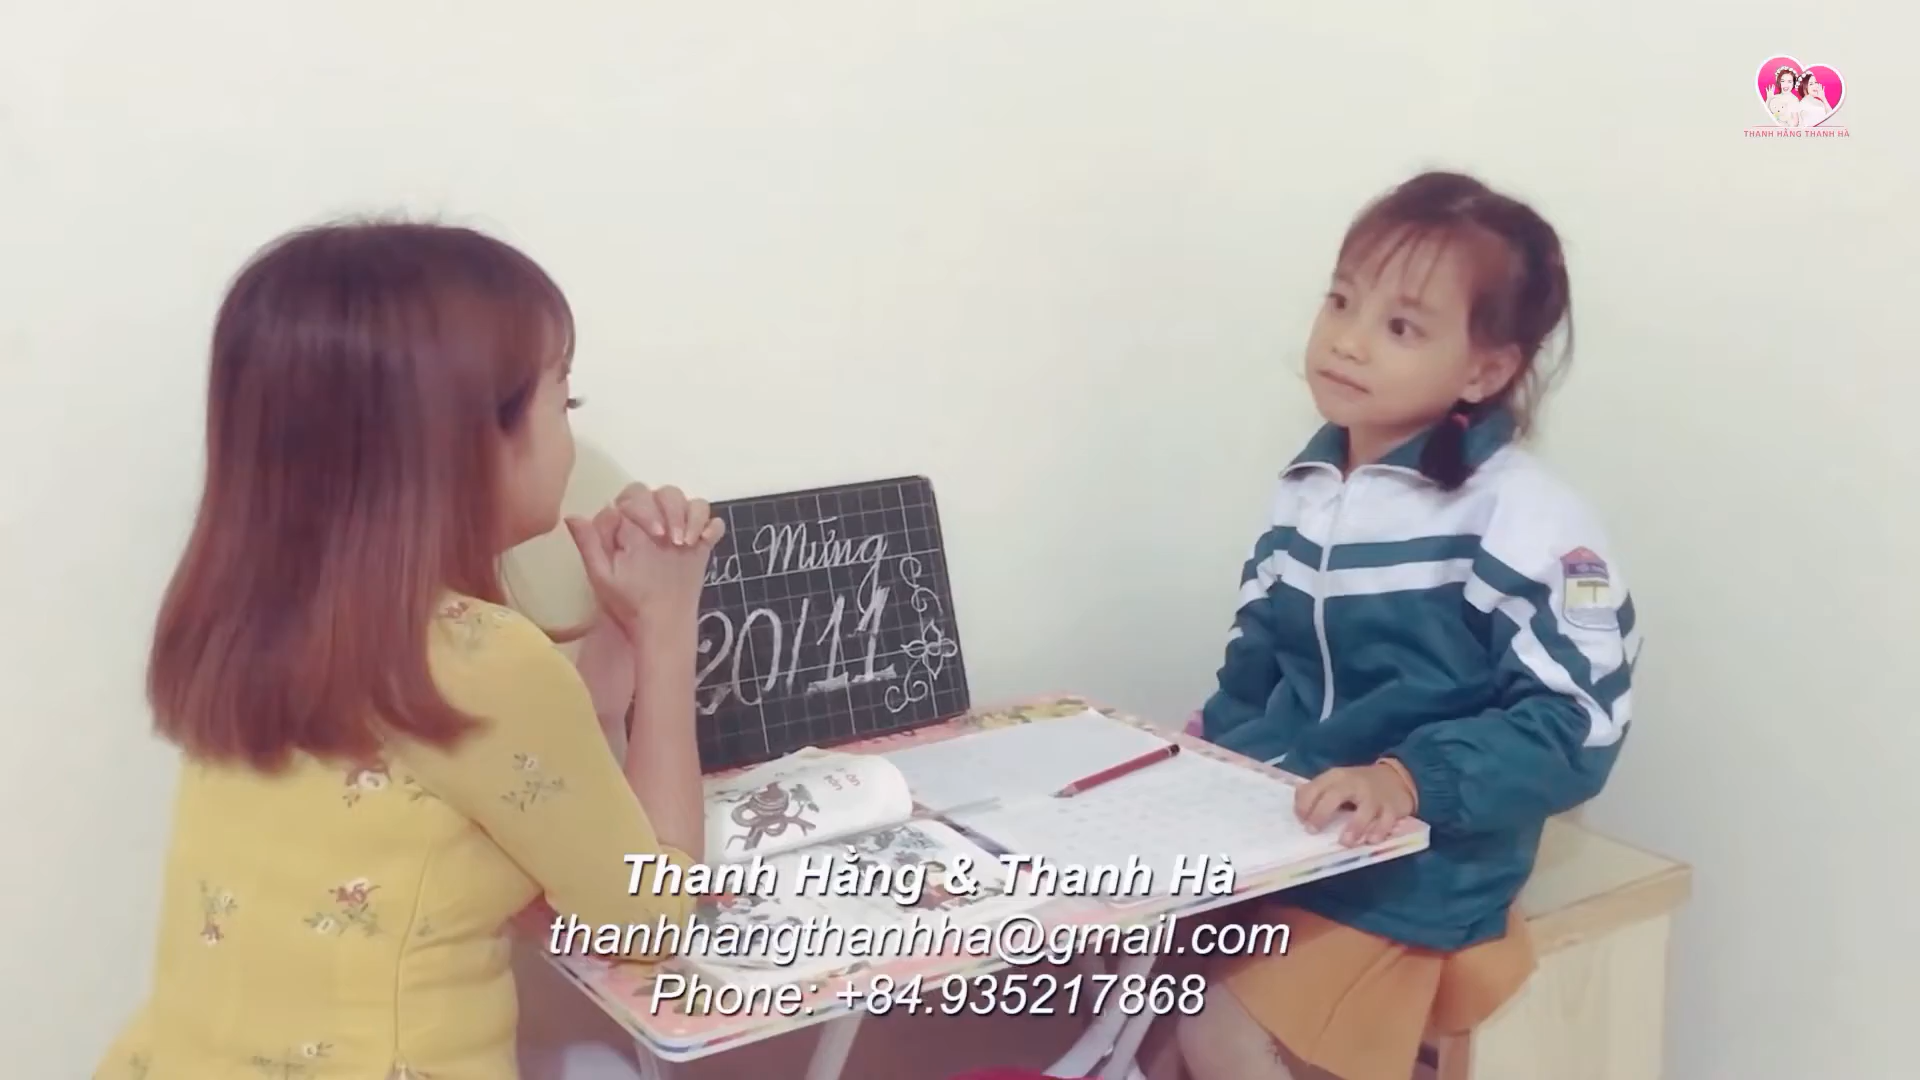 THANH HẰNG THANH HÀ
Mừng
20/11
Thanh Hằng & Thanh Hà
thanhhangthanhha@gmail.com
Phone: +84.935217868